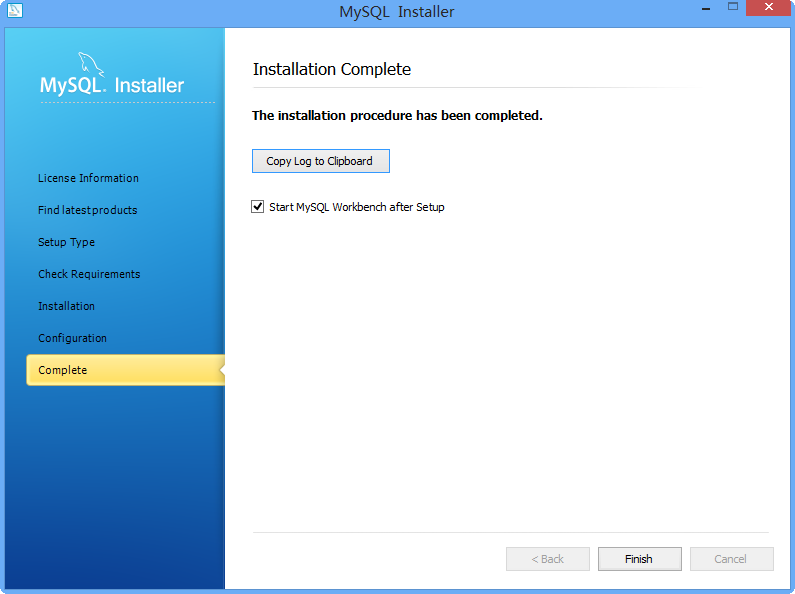 MySQL Installer
MySQL. Installer
License Information
Find latest products
Setup Type
Check Requirements
Installation
Configuration
Complete
Installation Complete
The installation procedure has been completed.
Copy Log to Clipboard
Start MySQL Workbench after Setup
< Back Finish Cancel